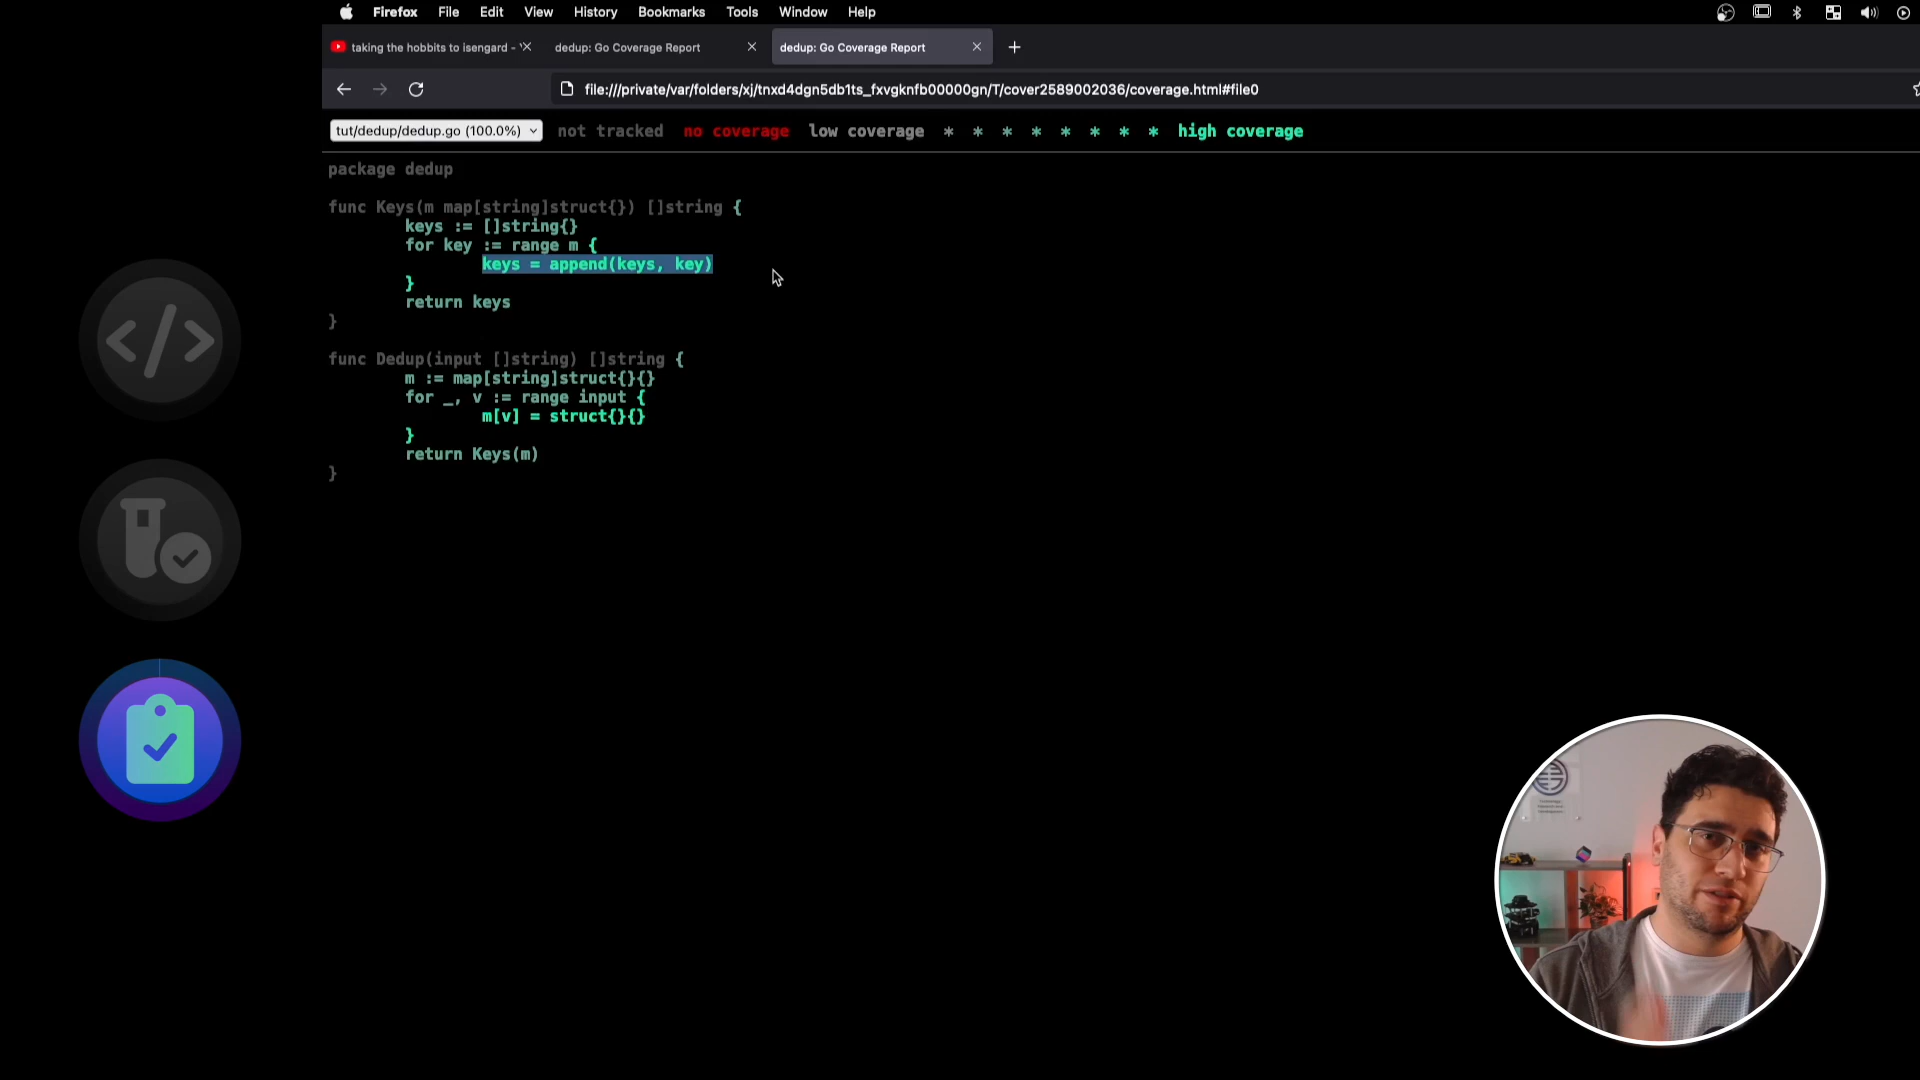 Firefox File Edit View History Bookmarks Tools Window Help
taking the hobbits to isengard -
dedup: Go Coverage Report
dedup: Go Coverage Report
file:///private/var/folders/xj/tnxd4dgn5db1ts_fxvgknfb00000gn/T/cover2589002036/coverage.html#file0
tut/dedup/dedup.go (100.0%) not tracked no coverage low coverage * * * * * * * * high coverage
package dedup
func Keys(m map[string]struct{}) []string {
keys := []string{}
for key := range m {
keys = append(keys, key)
}
return keys
}
func Dedup(input []string) []string {
m := map[string]struct{}{}
for _, v := range input {
m[v] = struct{}{}
}
return Keys(m)
}